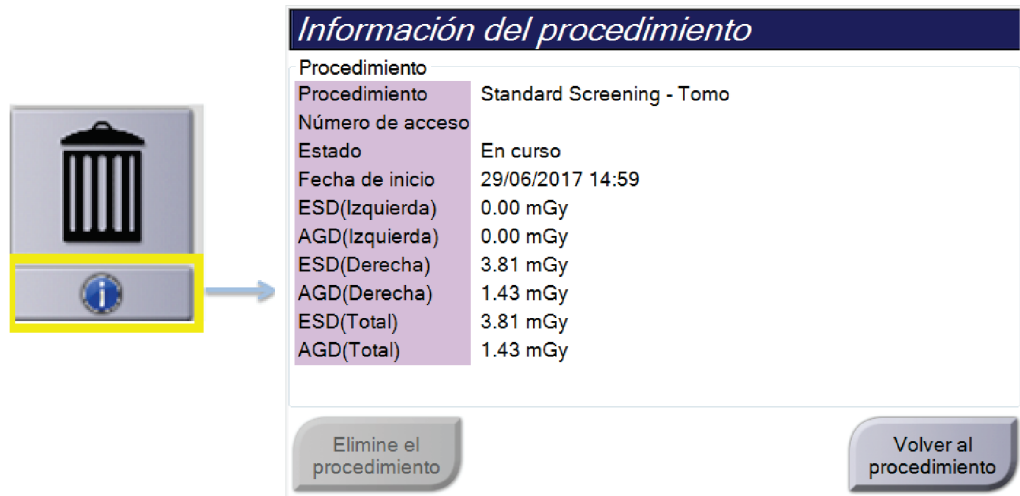 Información del procedimiento
Procedimiento
Procedimiento Standard Screening - Tomo
Número de acceso
Estado En curso
Fecha de inicio 29/06/2017 14:59
ESD(Izquierda) 0.00 mGy
AGD(Izquierda) 0.00 mGy
ESD(Derecha) 3.81 mGy
AGD(Derecha) 1.43 mGy
ESD(Total) 3.81 mGy
AGD(Total) 1.43 mGy
Elimine el
procedimiento
Volver al
procedimiento